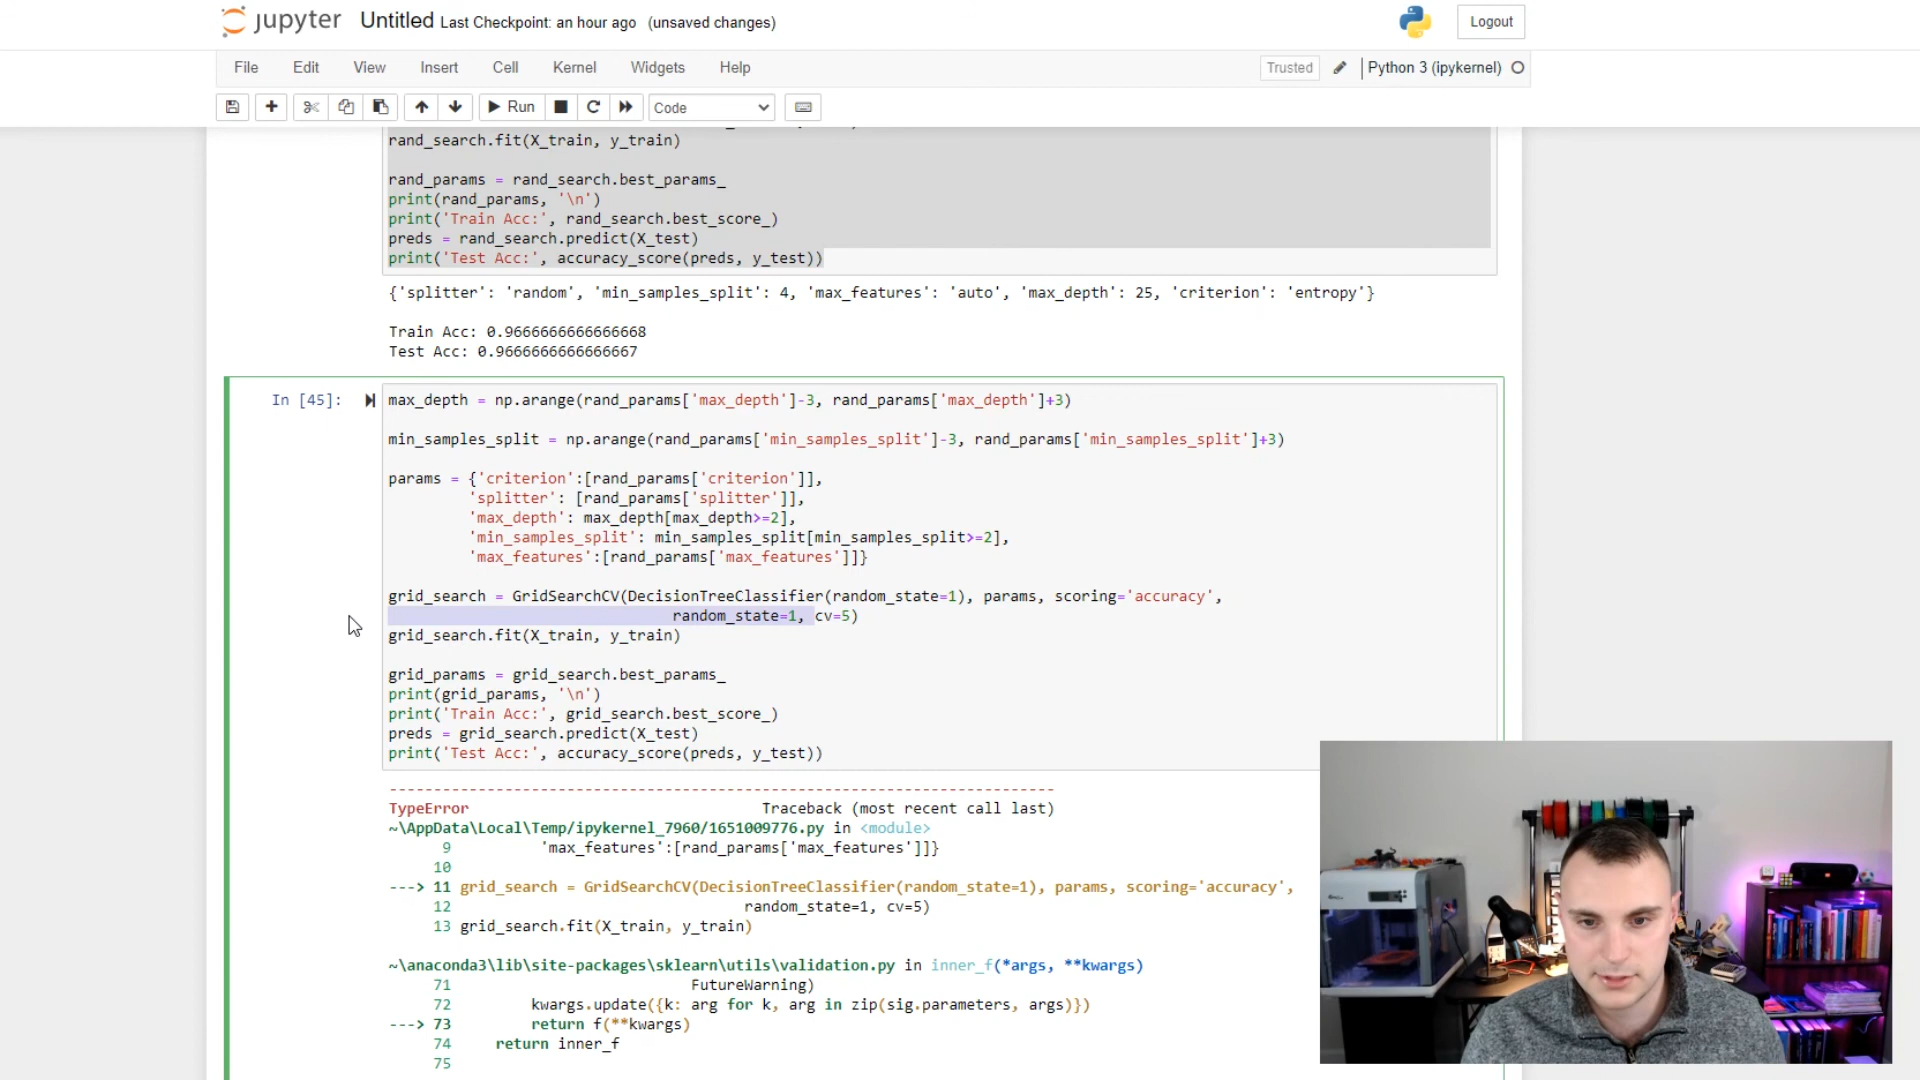 jupyter Untitled Last Checkpoint: an hour ago (unsaved changes) Logout
File Edit View Insert Cell Kernel Widgets Help Trusted Python 3 (ipykernel)
Run Code
rand_search.fit(X_train, y_train)
rand_params = rand_search.best_params_
print(rand_params, '\n')
print('Train Acc:', rand_search.best_score_)
preds = rand_search.predict(X_test)
print('Test Acc:', accuracy_score(preds, y_test))
{'splitter': 'random', 'min_samples_split': 4, 'max_features': 'auto', 'max_depth': 25, 'criterion': 'entropy'}
Train Acc: 0.9666666666666668
Test Acc: 0.9666666666666667
In [45]: max_depth = np.arange(rand_params['max_depth']-3, rand_params['max_depth']+3)
min_samples_split = np.arange(rand_params['min_samples_split']-3, rand_params['min_samples_split']+3)
params = {'criterion':[rand_params['criterion']],
'splitter': [rand_params['splitter']],
'max_depth': max_depth[max_depth>=2],
'min_samples_split': min_samples_split[min_samples_split>=2],
'max_features':[rand_params['max_features']]}
grid_search = GridSearchCV(DecisionTreeClassifier(random_state=1), params, scoring='accuracy',
random_state=1, cv=5)
grid_search.fit(X_train, y_train)
grid_params = grid_search.best_params_
print(grid_params, '\n')
print('Train Acc:', grid_search.best_score_)
preds = grid_search.predict(X_test)
print('Test Acc:', accuracy_score(preds, y_test))
---------------------------------------------------------------------------
TypeError Traceback (most recent call last)
~\AppData\Local\Temp/ipykernel_7960/1651009776.py in <module>
9 'max_features':[rand_params['max_features']]}
10
---> 11 grid_search = GridSearchCV(DecisionTreeClassifier(random_state=1), params, scoring='accuracy',
12 random_state=1, cv=5)
13 grid_search.fit(X_train, y_train)
~\anaconda3\lib\site-packages\sklearn\utils\validation.py in inner_f(*args, **kwargs)
71 FutureWarning)
72 kwargs.update({k: arg for k, arg in zip(sig.parameters, args)})
---> 73 return f(**kwargs)
74 return inner_f
75